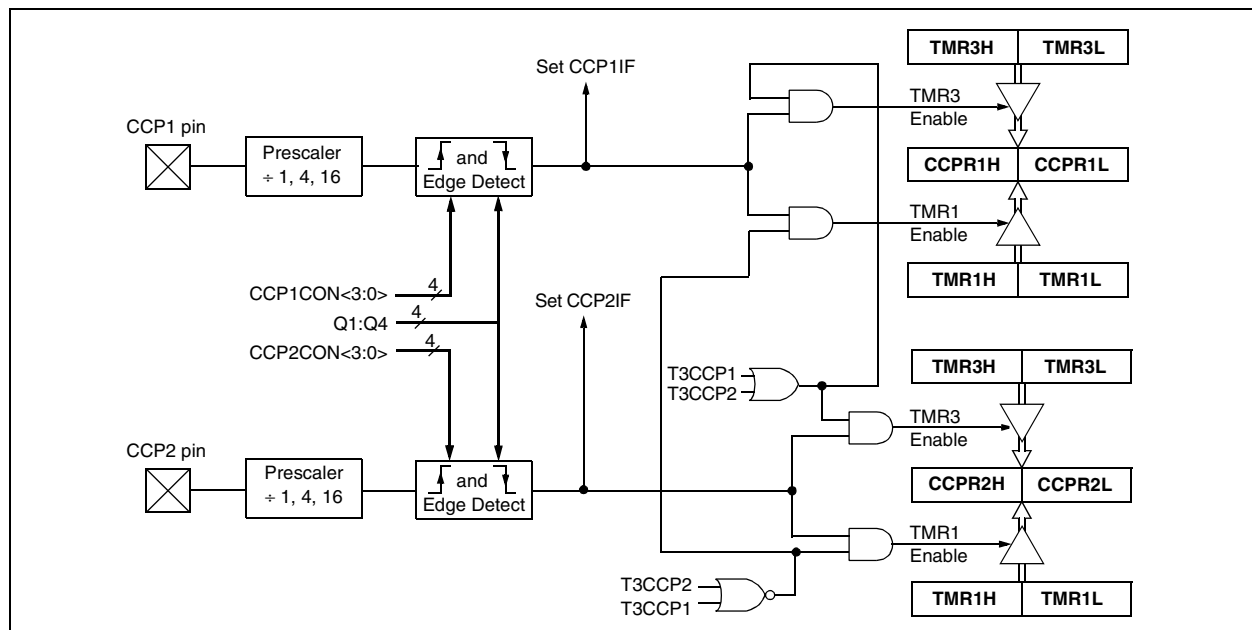 TMR3H TMR3L
Set CCP1IF
TMR3
Enable
CCP1 pin
Prescaler
÷ 1, 4, 16
and
Edge Detect
CCPR1H CCPR1L
TMR1
Enable
TMR1H TMR1L
CCP1CON<3:0> 4
Q1:Q4 4
CCP2CON<3:0> 4
Set CCP2IF
TMR3H TMR3L
T3CCP1
T3CCP2
TMR3
Enable
CCP2 pin
Prescaler
÷ 1, 4, 16
and
Edge Detect
CCPR2H CCPR2L
TMR1
Enable
T3CCP2
T3CCP1
TMR1H TMR1L